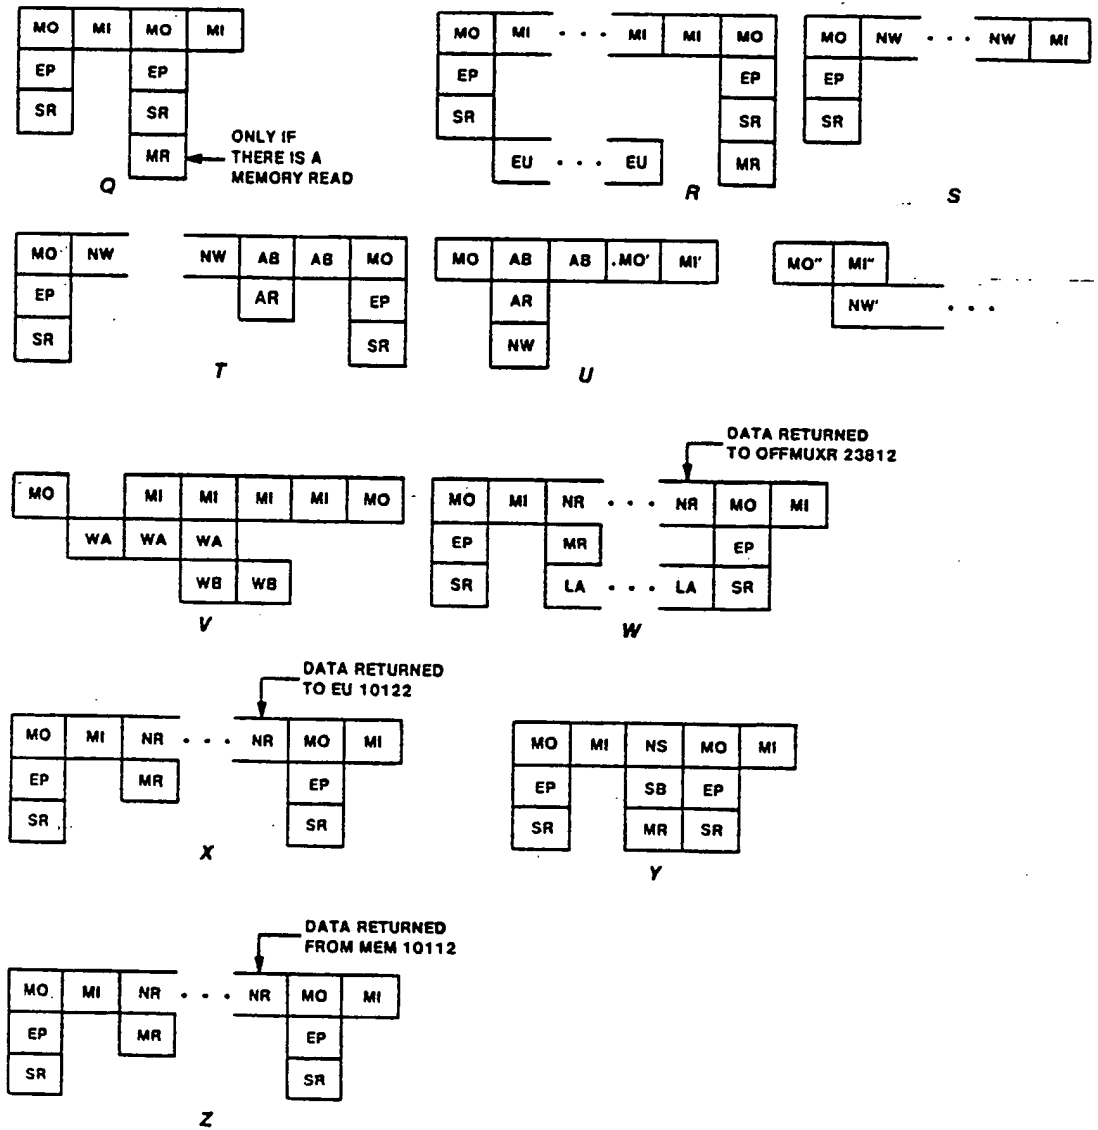 MO MI MO MI
EP EP
SR SR
MR
ONLY IF
THERE IS A
MEMORY READ
Q
MO MI MI MI MO
EP EP
SR SR
EU EU MR
R
MO NW NW MI
EP
SR
S
MO NW NW AB AB MO
EP AR EP
SR SR
T
MO AB AB MO' MI'
AR
NW
U
MO" MI"
NW'
MO MI MI MI MI MO
WA WA WA
WB WB
V
DATA RETURNED
TO OFFMUXR 23812
MO MI NR NR MO MI
EP MR EP
SR LA LA SR
W
DATA RETURNED
TO EU 10122
MO MI NR NR MO MI
EP MR EP
SR SR
X
MO MI NS MO MI
EP SB EP
SR MR SR
Y
DATA RETURNED
FROM MEM 10112
MO MI NR NR MO MI
EP MR EP
SR SR
Z